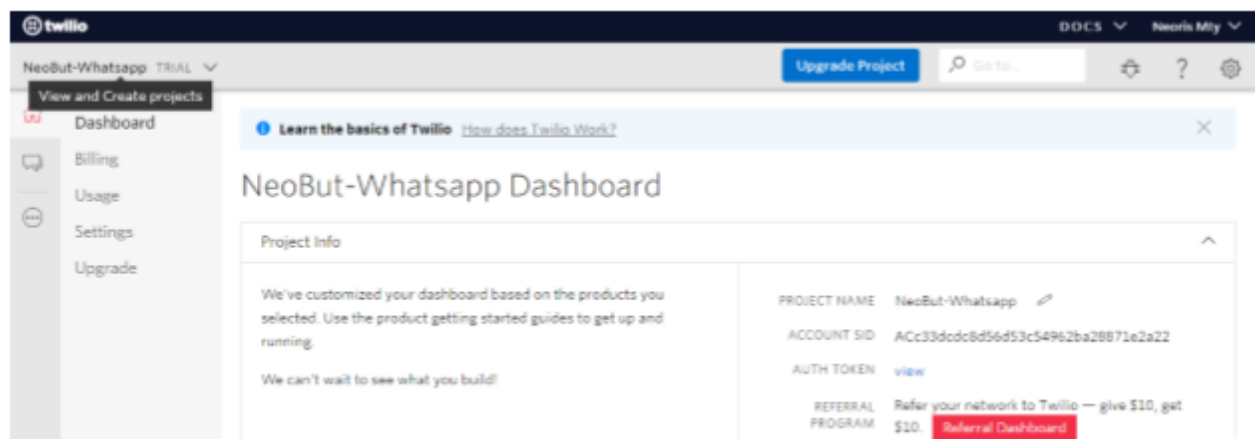 twilio
DOCS
Neoris Mty
NeoBut-Whatsapp TRIAL
Upgrade Project
Go to...
?
View and Create projects
Dashboard
Billing
Usage
Settings
Upgrade
Learn the basics of Twilio How does Twilio Work?
NeoBut-Whatsapp Dashboard
Project Info
We've customized your dashboard based on the products you
selected. Use the product getting started guides to get up and
running.
We can't wait to see what you build!
PROJECT NAME NeoBut-Whatsapp
ACCOUNT SID ACc33dcdc8d56d53c54962ba28871e2a22
AUTH TOKEN view
REFERRAL PROGRAM Refer your network to Twilio — give $10, get
$10. Referral Dashboard